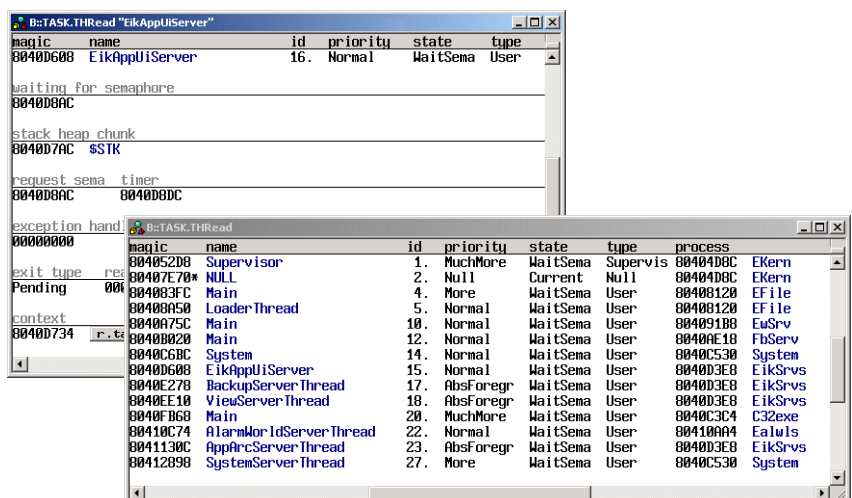 B::TASK.THRead "EikAppUiServer"
magic name id priority state type
8040D608 EikAppUiServer 16. Normal WaitSema User
waiting for semaphore
8040D8AC
stack heap chunk
8040D7AC $STK
request sema timer
8040D8AC 8040D8DC
exception handl
00000000
exit type rea
Pending 000
context
8040D734 r.ta
B::TASK.THRead
magic name id priority state type process
804052D8 Supervisor 1. MuchMore WaitSema Supervis 80404D8C EKern
80407E70* NULL 2. Null Current Null 80404D8C EKern
804083FC Main 4. More WaitSema User 80408120 EFile
80408A50 LoaderThread 5. Normal WaitSema User 80408120 EFile
8040A75C Main 10. Normal WaitSema User 804091B8 EwSrv
8040B020 Main 12. Normal WaitSema User 8040AE18 FbServ
8040C6BC System 14. Normal WaitSema User 8040C530 System
8040D608 EikAppUiServer 15. Normal WaitSema User 8040D3E8 EikSrvs
8040E278 BackupServerThread 17. AbsForegr WaitSema User 8040D3E8 EikSrvs
8040EE10 ViewServerThread 18. AbsForegr WaitSema User 8040D3E8 EikSrvs
8040FB68 Main 20. MuchMore WaitSema User 8040C3C4 C32exe
80410C74 AlarmWorldServerThread 22. Normal WaitSema User 80410AA4 Ealwls
8041130C AppArcServerThread 23. AbsForegr WaitSema User 8040D3E8 EikSrvs
80412898 SystemServerThread 27. More WaitSema User 8040C530 System